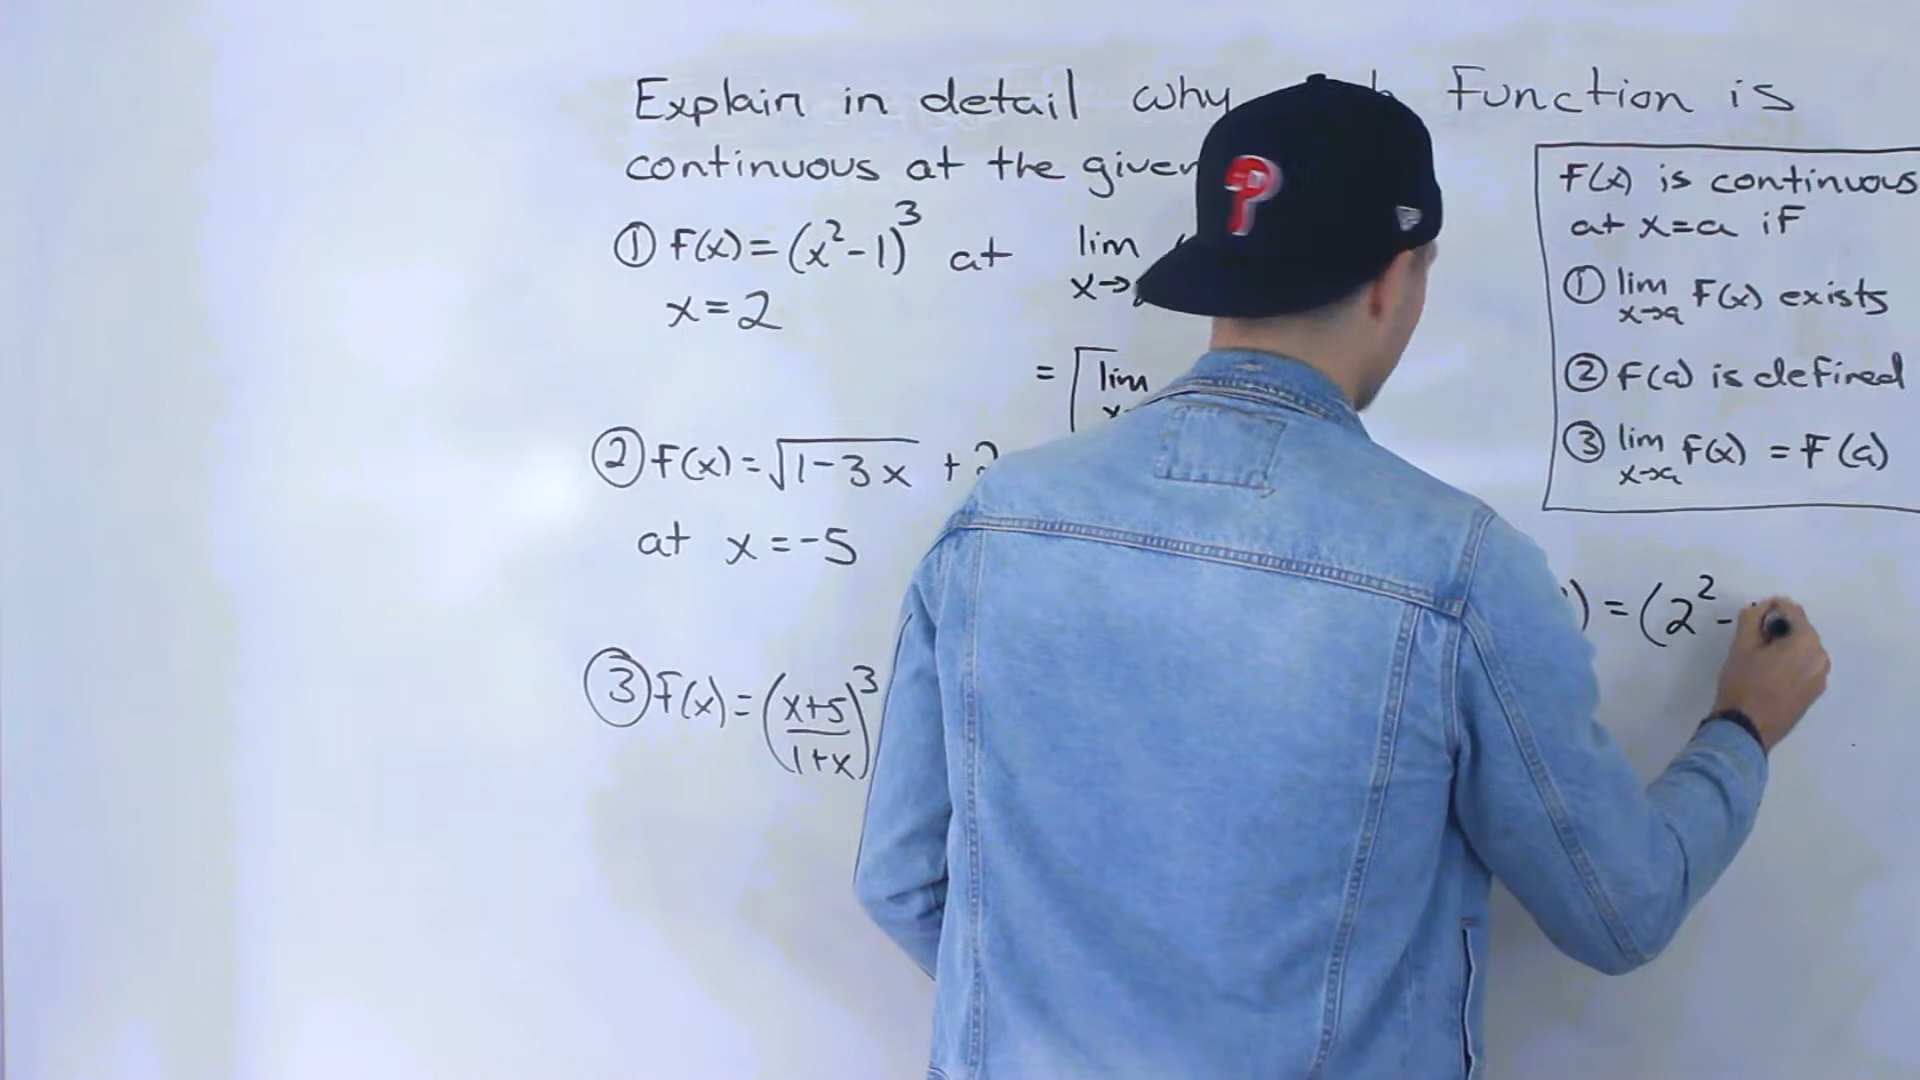 Explain in detail why Function is
continuous at the given
① F(x) = (x² - 1)³ at
x = 2
lim
x→
= [lim
② F(x) = √(1-3x) +
at x = -5
③ F(x) = ((x+5)/(1+x))³
F(x) is continuous
at x=a if
① lim x→a F(x) exists
② F(a) is defined
③ lim x→a F(x) = F(a)
) = (2² -
P